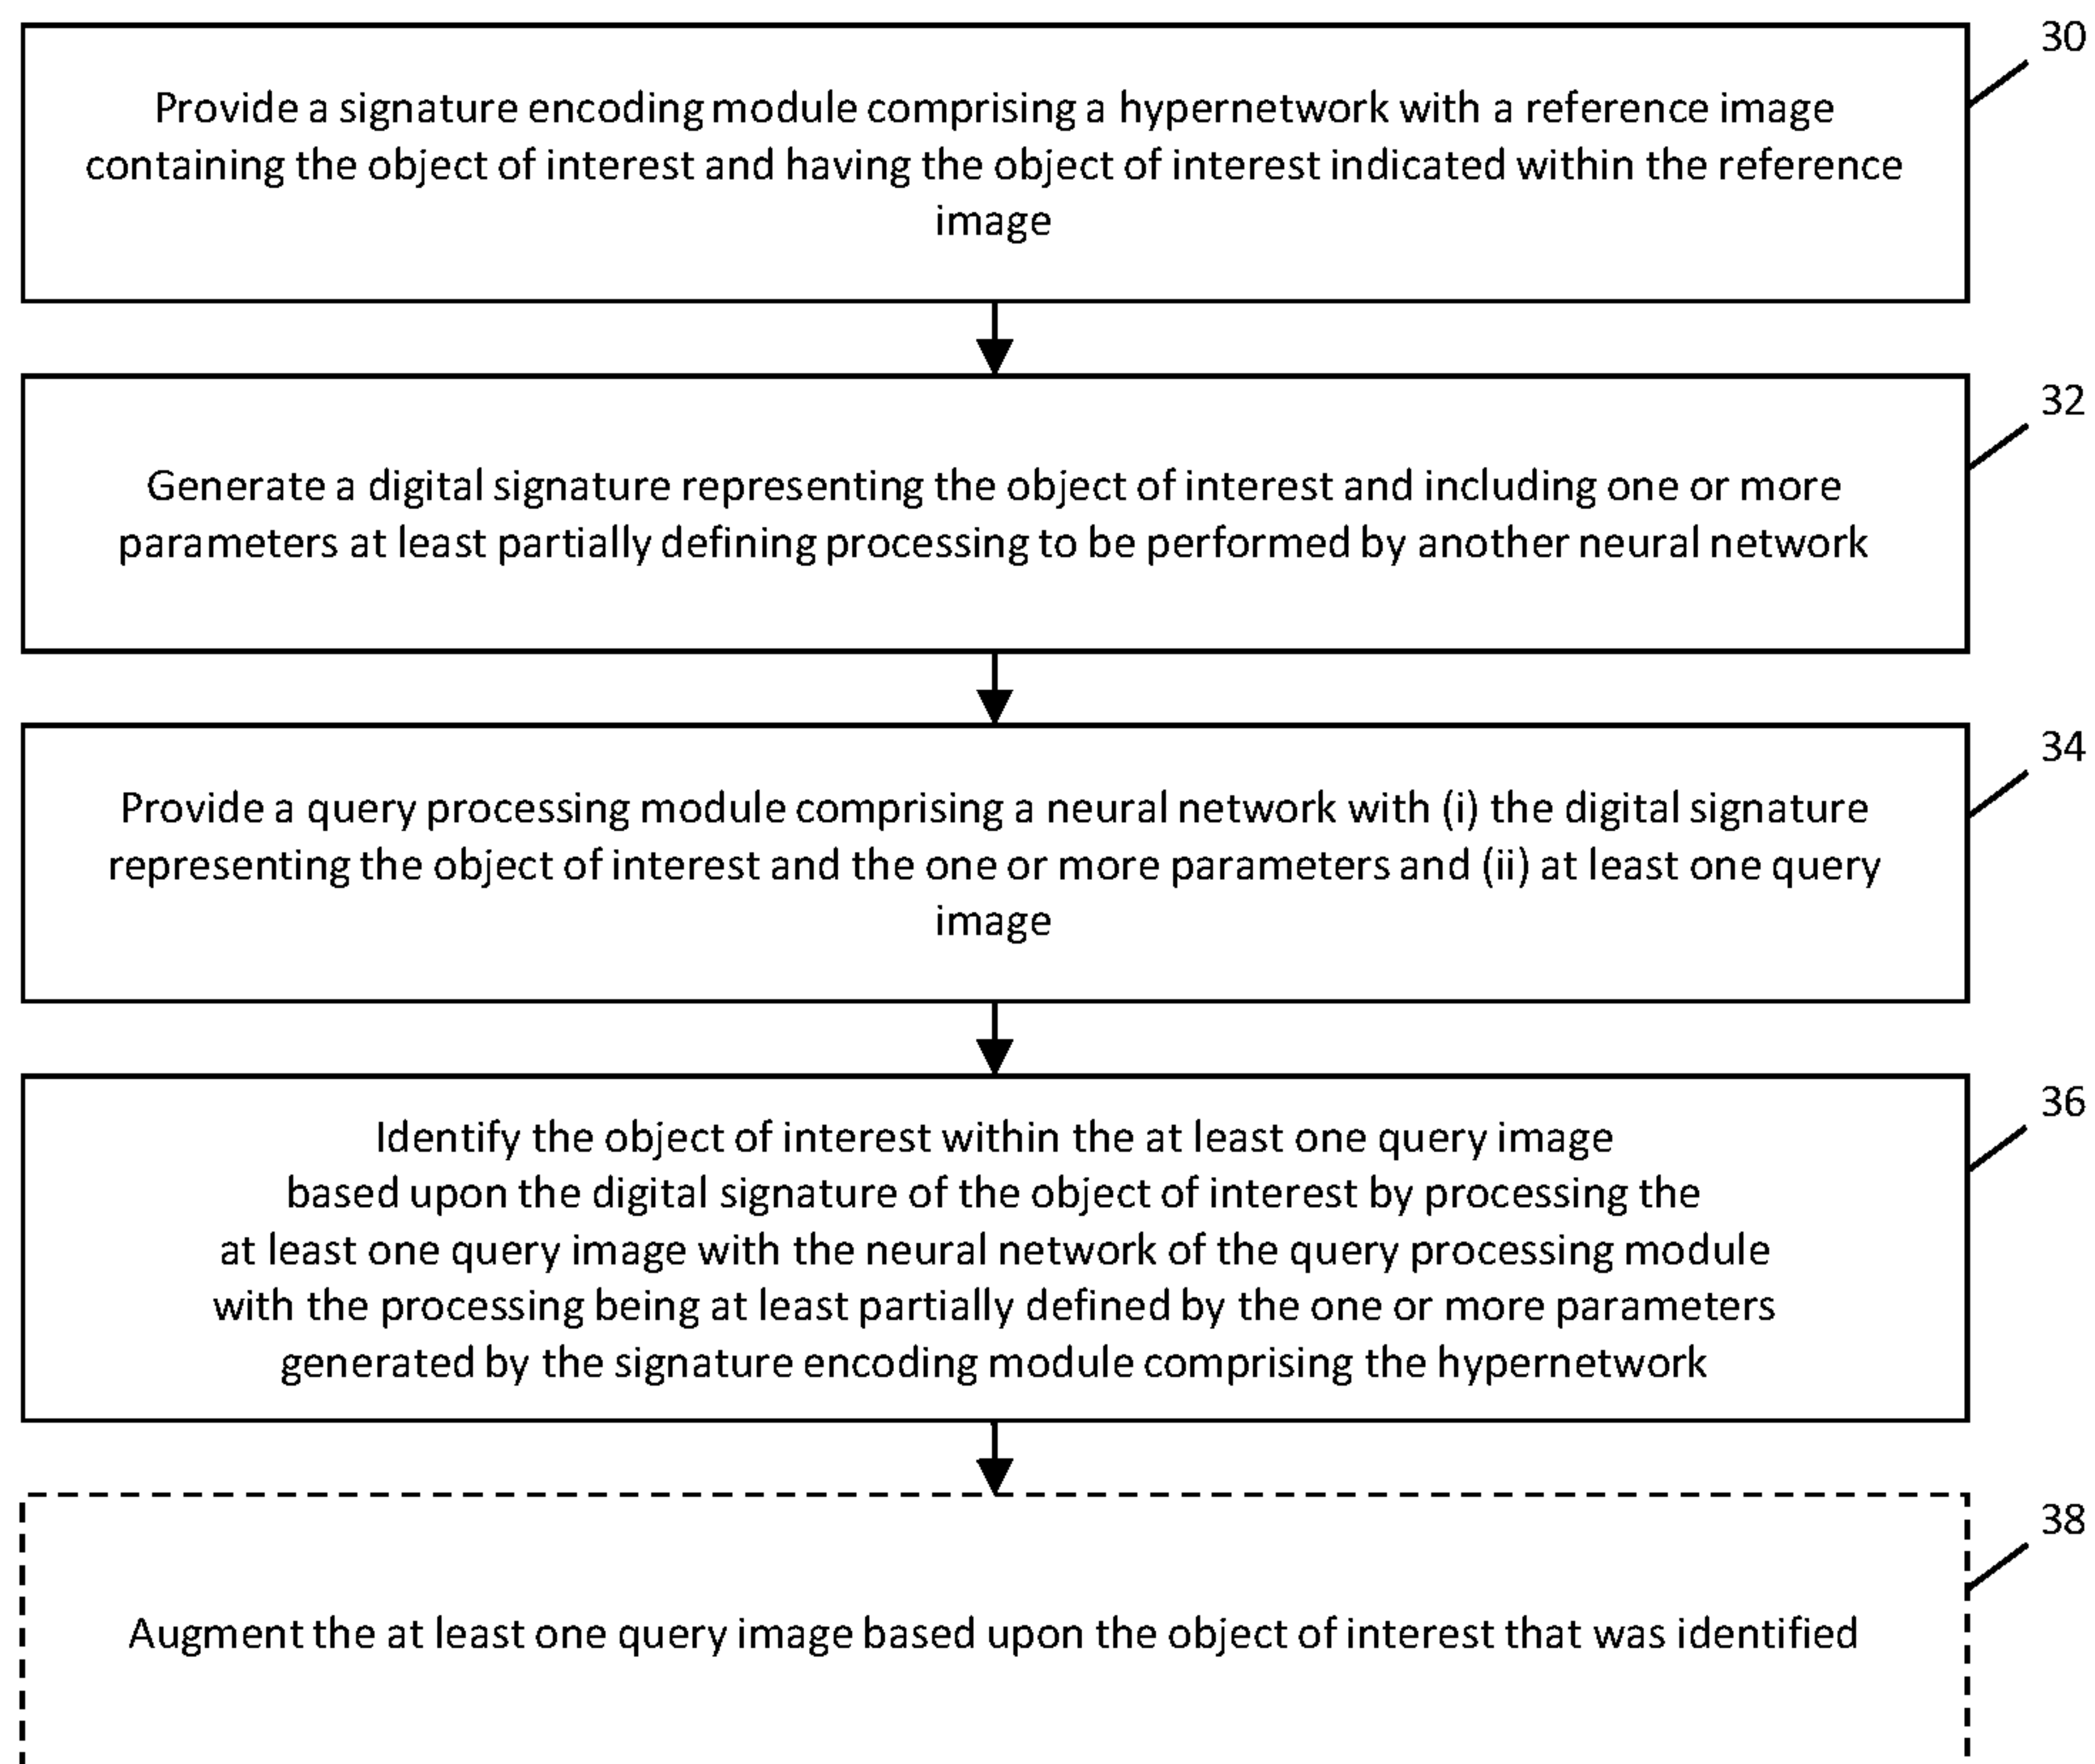 30
Provide a signature encoding module comprising a hypernetwork with a reference image
containing the object of interest and having the object of interest indicated within the reference
image
32
Generate a digital signature representing the object of interest and including one or more
parameters at least partially defining processing to be performed by another neural network
34
Provide a query processing module comprising a neural network with (i) the digital signature
representing the object of interest and the one or more parameters and (ii) at least one query
image
36
Identify the object of interest within the at least one query image
based upon the digital signature of the object of interest by processing the
at least one query image with the neural network of the query processing module
with the processing being at least partially defined by the one or more parameters
generated by the signature encoding module comprising the hypernetwork
38
Augment the at least one query image based upon the object of interest that was identified